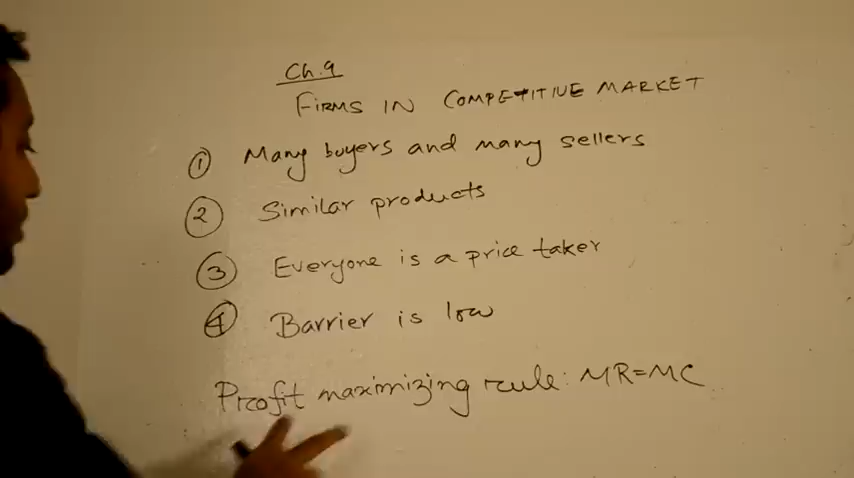 Ch.9
FIRMS IN COMPETITIVE MARKET
① Many buyers and many sellers
② Similar products
③ Everyone is a price taker
④ Barrier is low
Profit maximizing rule: MR=MC